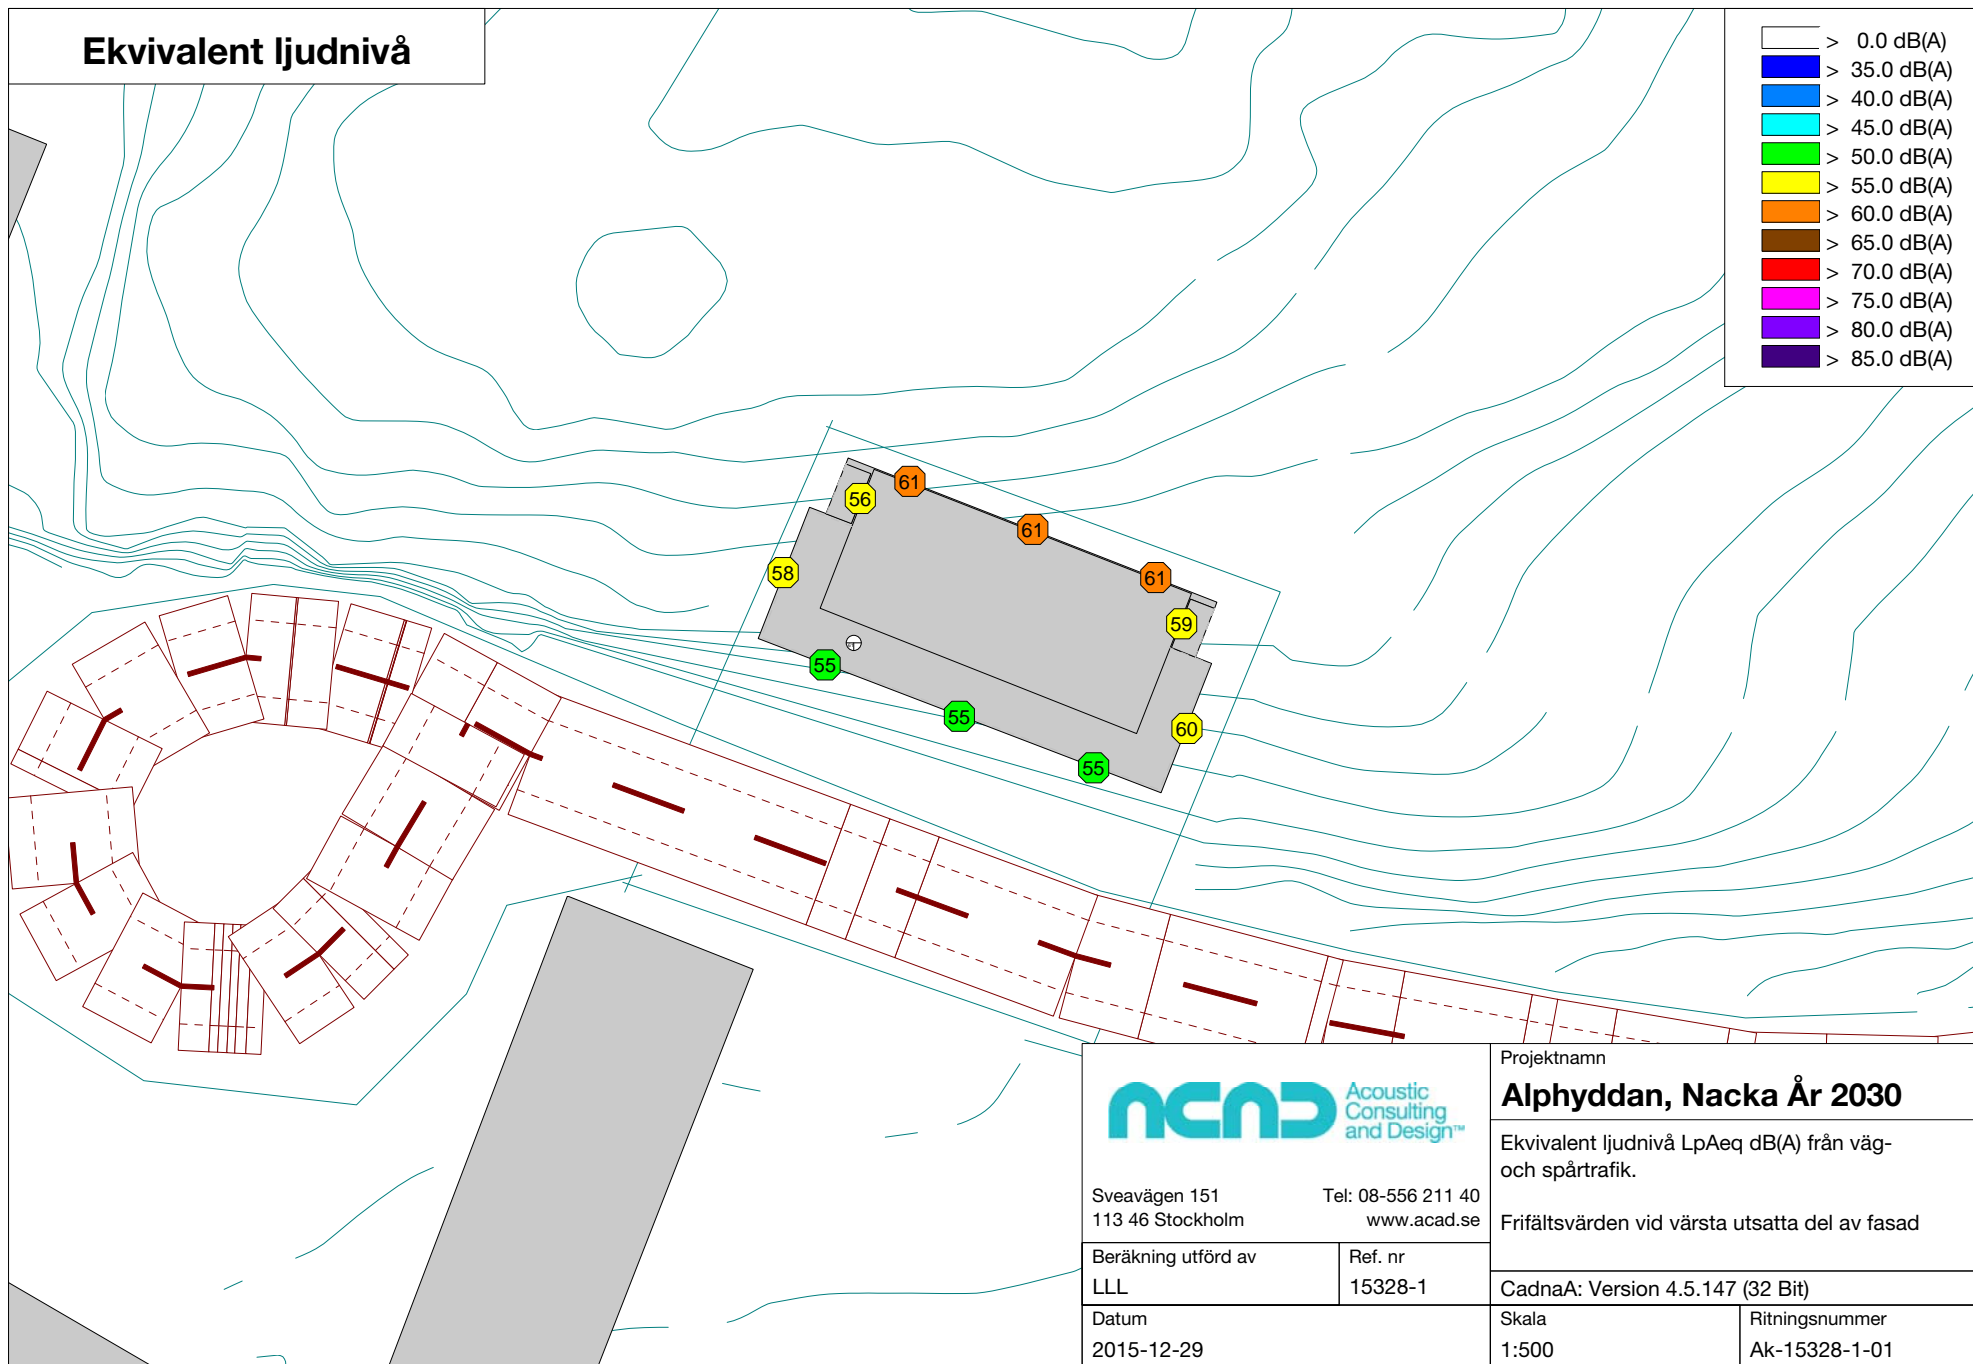 Ekvivalent ljudnivå
> 0.0 dB(A)
> 35.0 dB(A)
> 40.0 dB(A)
> 45.0 dB(A)
> 50.0 dB(A)
> 55.0 dB(A)
> 60.0 dB(A)
> 65.0 dB(A)
> 70.0 dB(A)
> 75.0 dB(A)
> 80.0 dB(A)
> 85.0 dB(A)
61
56
61
58
61
59
55
55
60
55
acad Acoustic
Consulting
and Design™
Sveavägen 151 Tel: 08-556 211 40
113 46 Stockholm www.acad.se
Beräkning utförd av
LLL
Ref. nr
15328-1
Datum
2015-12-29
Projektnamn
Alphyddan, Nacka År 2030
Ekvivalent ljudnivå LpAeq dB(A) från väg-
och spårtrafik.
Frifältsvärden vid värsta utsatta del av fasad
CadnaA: Version 4.5.147 (32 Bit)
Skala
1:500
Ritningsnummer
Ak-15328-1-01